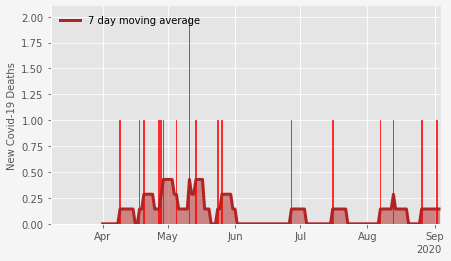 7 day moving average
New Covid-19 Deaths
2.00
1.75
1.50
1.25
1.00
0.75
0.50
0.25
0.00
Apr
May
Jun
Jul
Aug
Sep
2020